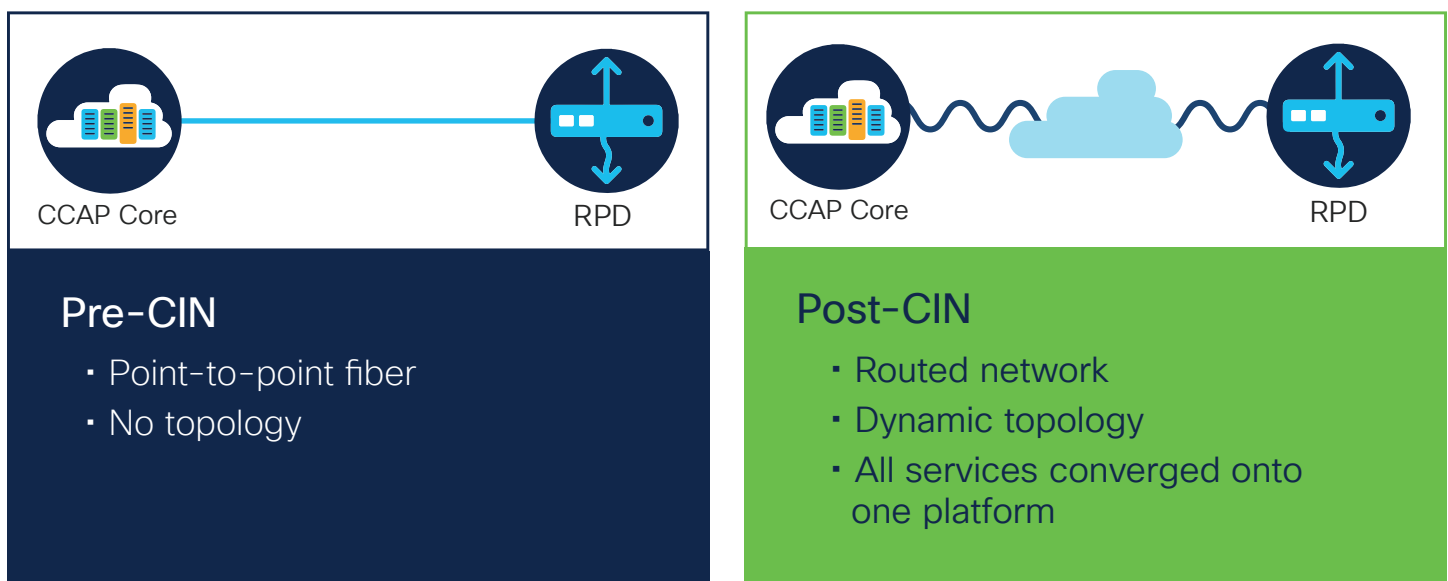 CCAP Core
RPD
Pre-CIN
▪ Point-to-point fiber
▪ No topology
CCAP Core
RPD
Post-CIN
▪ Routed network
▪ Dynamic topology
▪ All services converged onto
one platform